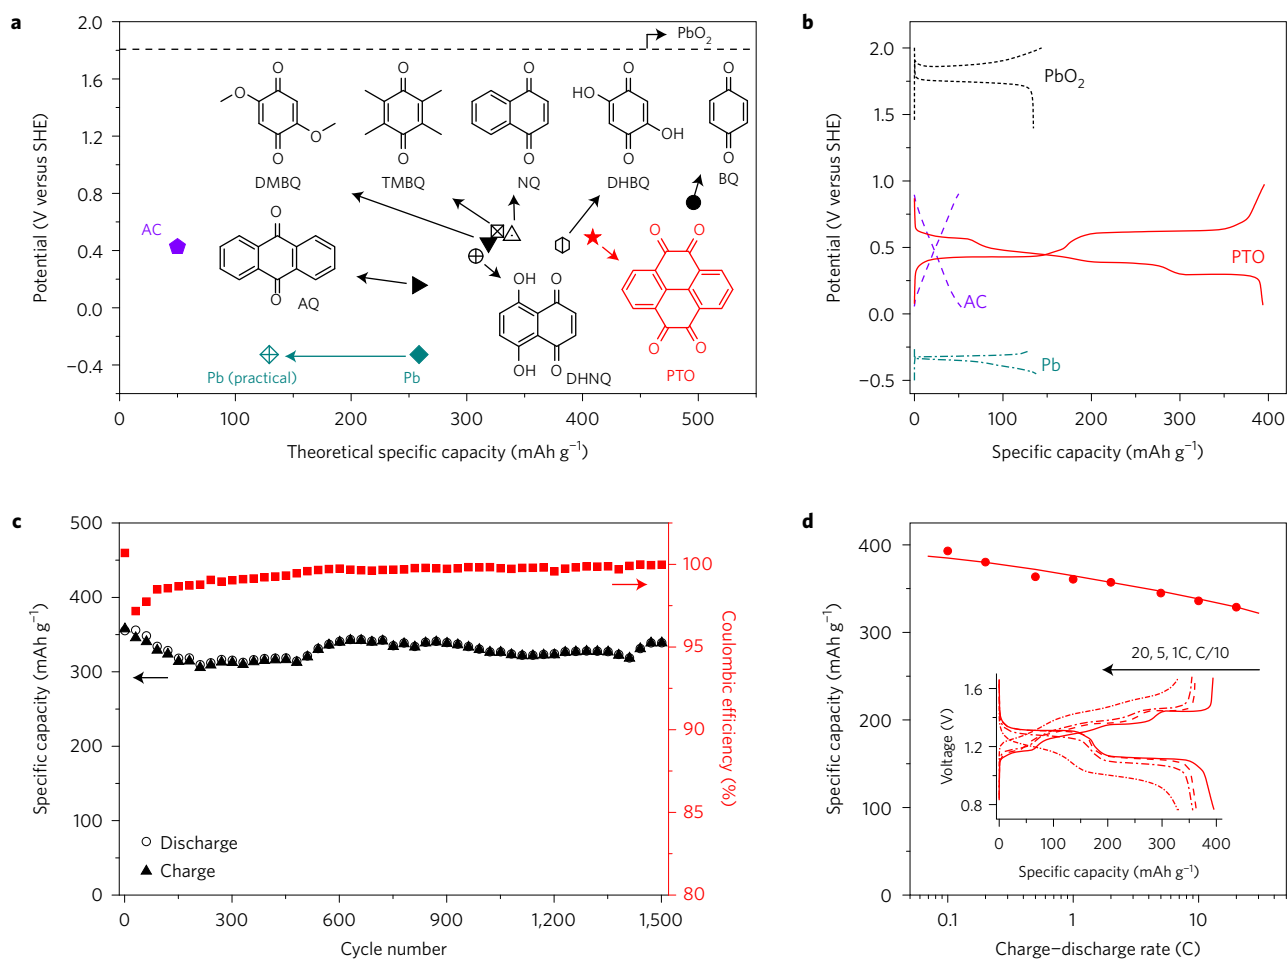 a
2.0
1.6
1.2
0.8
0.4
0.0
−0.4
Potential (V versus SHE)
PbO2
O
O
O
O
DMBQ
O
O
TMBQ
O
O
NQ
O
HO
OH
O
DHBQ
O
O
BQ
AC
O
O
AQ
OH
O
OH
O
DHNQ
O
O
O
O
PTO
Pb (practical)
Pb
0
100
200
300
400
500
Theoretical specific capacity (mAh g−1)
b
2.0
1.5
1.0
0.5
0.0
−0.5
Potential (V versus SHE)
PbO2
PTO
AC
Pb
0
100
200
300
400
Specific capacity (mAh g−1)
c
500
400
300
200
100
0
Specific capacity (mAh g−1)
100
95
90
85
80
Coulombic efficiency (%)
Discharge
Charge
0
300
600
900
1,200
1,500
Cycle number
d
400
300
200
100
0
Specific capacity (mAh g−1)
20, 5, 1C, C/10
1.6
1.2
0.8
Voltage (V)
0
100
200
300
400
Specific capacity (mAh g−1)
0.1
1
10
Charge–discharge rate (C)